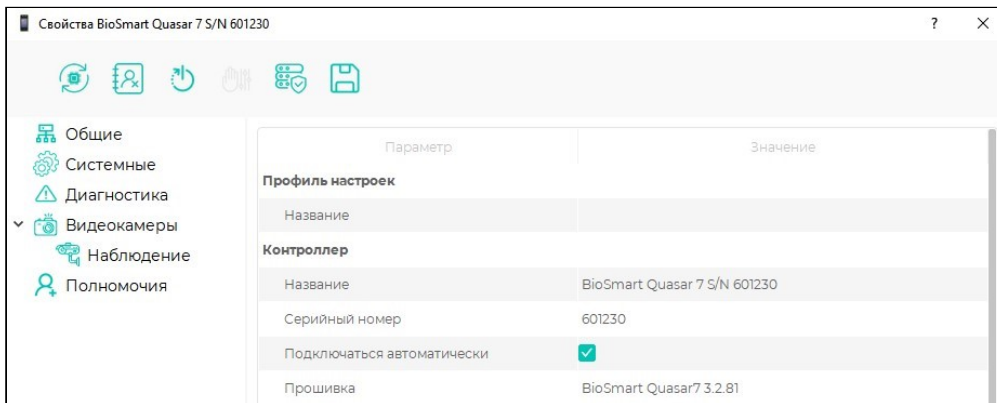 Свойства BioSmart Quasar 7 S/N 601230
?
Общие
Системные
Диагностика
Видеокамеры
Наблюдение
Полномочия
Параметр Значение
Профиль настроек
Название
Контроллер
Название BioSmart Quasar 7 S/N 601230
Серийный номер 601230
Подключаться автоматически
Прошивка BioSmart Quasar7 3.2.81